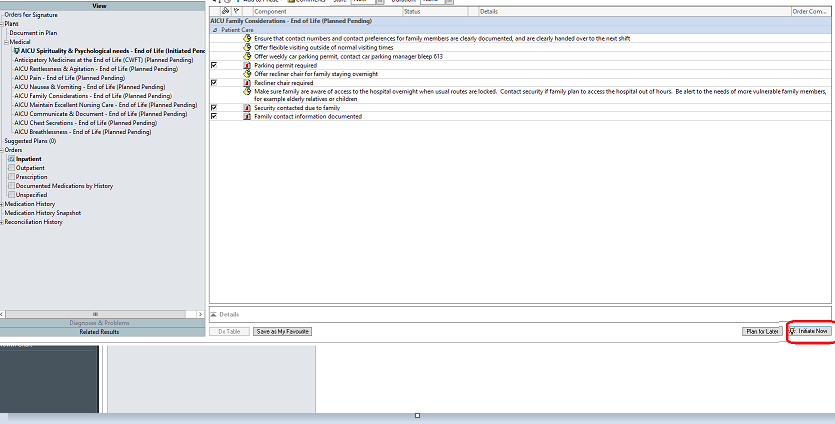 View
Orders for Signature
Plans
Document in Plan
Medical
AICU Spirituality & Psychological needs - End of Life (Initiated Pend
Anticipatory Medicines at the End of Life (CWFT) (Planned Pending)
AICU Restlessness & Agitation - End of Life (Planned Pending)
AICU Pain - End of Life (Planned Pending)
AICU Nausea & Vomiting - End of Life (Planned Pending)
AICU Family Considerations - End of Life (Planned Pending)
AICU Maintain Excellent Nursing Care - End of Life (Planned Pending)
AICU Communicate & Document - End of Life (Planned Pending)
AICU Chest Secretions - End of Life (Planned Pending)
AICU Breathlessness - End of Life (Planned Pending)
Suggested Plans (0)
Orders
Inpatient
Outpatient
Prescription
Documented Medications by History
Unspecified
Medication History
Medication History Snapshot
Reconciliation History
Diagnoses & Problems
Related Results
Component Status Details Order Com...
AICU Family Considerations - End of Life (Planned Pending)
Patient Care
Ensure that contact numbers and contact preferences for family members are clearly documented, and are clearly handed over to the next shift
Offer flexible visiting outside of normal visiting times
Offer weekly car parking permit, contact car parking manager bleep 613
Parking permit required
Offer recliner chair for family staying overnight
Recliner chair required
Make sure family are aware of access to the hospital overnight when usual routes are locked. Contact security if family plan to access the hospital out of hours. Be alert to the needs of more vulnerable family members,
for example elderly relatives or children
Security contacted due to family
Family contact information documented
Details
Dx Table Save as My Favourite Plan for Later Initiate Now